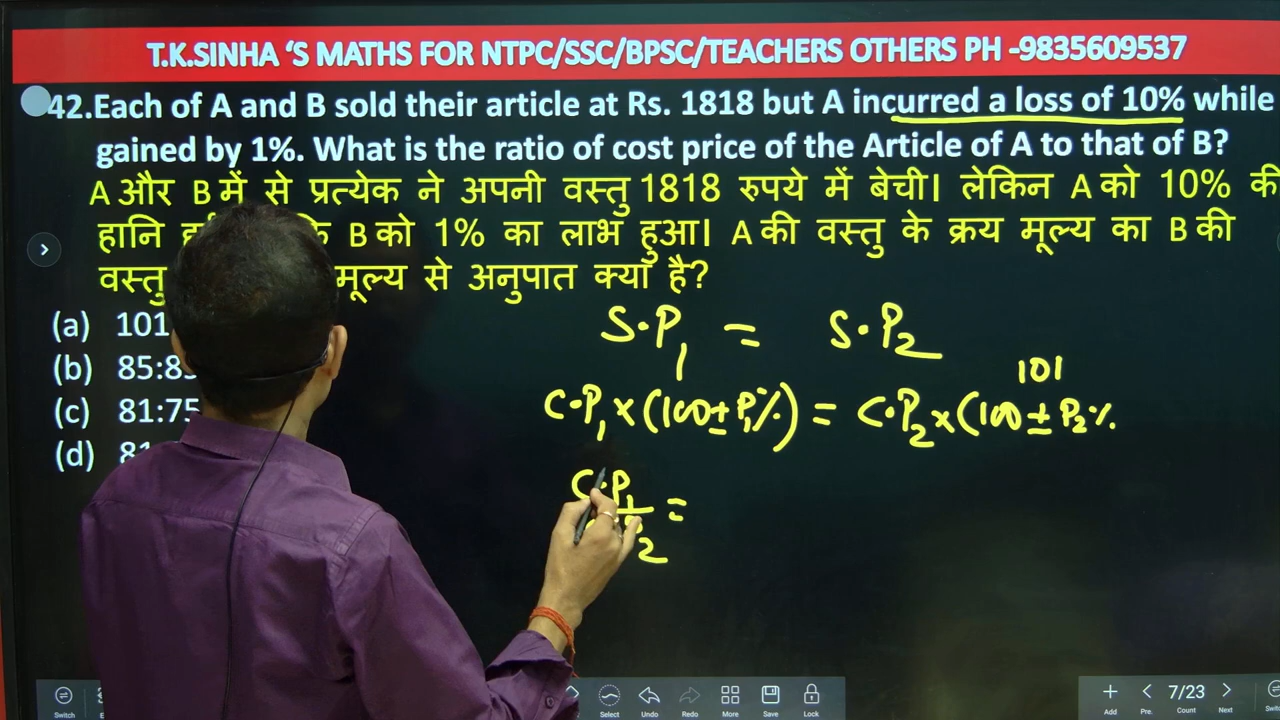 T.K.SINHA ‘S MATHS FOR NTPC/SSC/BPSC/TEACHERS OTHERS PH -9835609537
42.Each of A and B sold their article at Rs. 1818 but A incurred a loss of 10% while
gained by 1%. What is the ratio of cost price of the Article of A to that of B?
A और B में से प्रत्येक ने अपनी वस्तु 1818 रुपये में बेची। लेकिन A को 10% की
हानि B को 1% का लाभ हुआ। A की वस्तु के क्रय मूल्य का B की
वस्तु मूल्य से अनुपात क्या है?
(a) 101
(b) 85:8
(c) 81:75
(d) 81
S.P₁ = S.P₂
101
C.P₁ × (100 ± P₁%) = C.P₂ × (100 ± P₂%
C.P₁
2 =
Switch
Select
Undo
Redo
More
Save
Lock
Add
Pre.
7/23
Count
Next